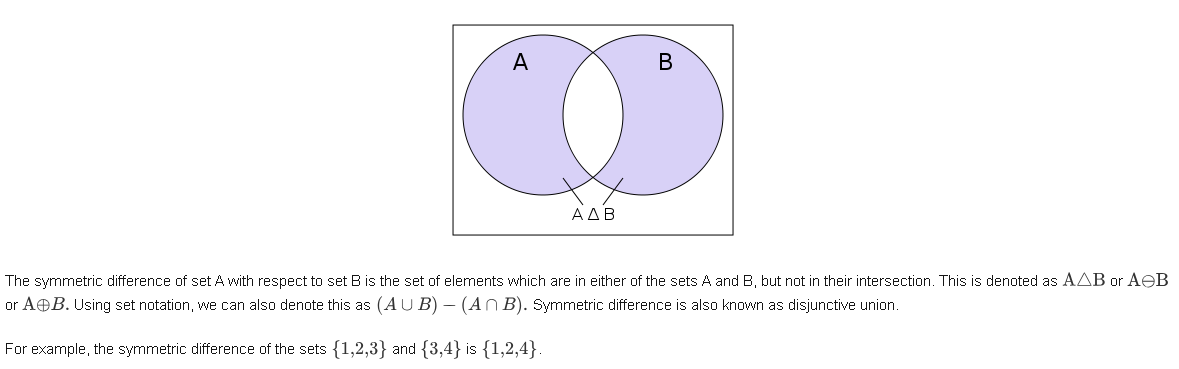 A
B
A Δ B
The symmetric difference of set A with respect to set B is the set of elements which are in either of the sets A and B, but not in their intersection. This is denoted as A△B or A⊖B
or A⊕B. Using set notation, we can also denote this as (A ∪ B) − (A ∩ B). Symmetric difference is also known as disjunctive union.
For example, the symmetric difference of the sets {1,2,3} and {3,4} is {1,2,4}.